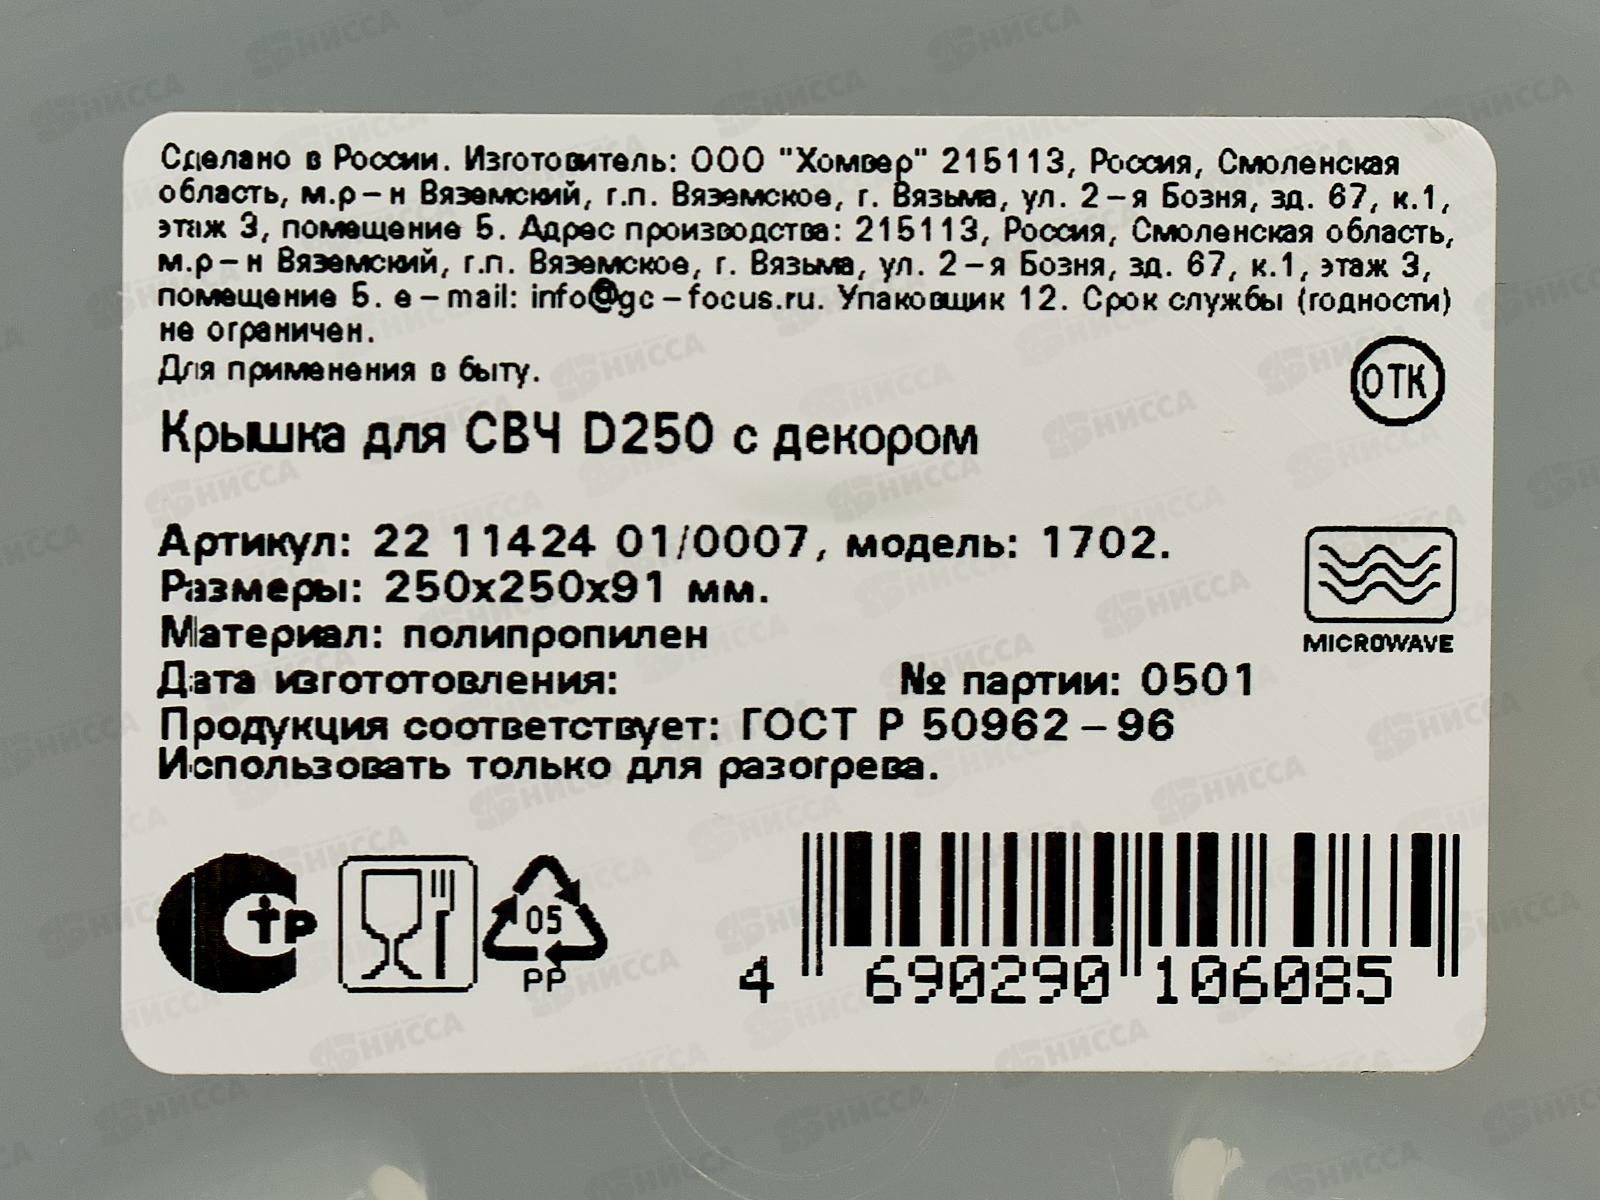 Сделано в России. Изготовитель: ООО "Хомвер" 215113, Россия, Смоленская
область, м.р-н Вяземский, г.п. Вяземское, г. Вязьма, ул. 2-я Бозня, зд. 67, к.1,
этаж 3, помещение 5. Адрес производства: 215113, Россия, Смоленская область,
м.р-н Вяземский, г.п. Вяземское, г. Вязьма, ул. 2-я Бозня, зд. 67, к.1, этаж 3,
помещение 5. e-mail: info@gc-focus.ru. Упаковщик 12. Срок службы (годности)
не ограничен.
Для применения в быту.
ОТК
Крышка для СВЧ D250 с декором
Артикул: 22 11424 01/0007, модель: 1702.
Размеры: 250x250x91 мм.
Материал: полипропилен
MICROWAVE
Дата изгототовления: № партии: 0501
Продукция соответствует: ГОСТ Р 50962-96
Использовать только для разогрева.
СТР
05
PP
4 690290 106085
НИССА